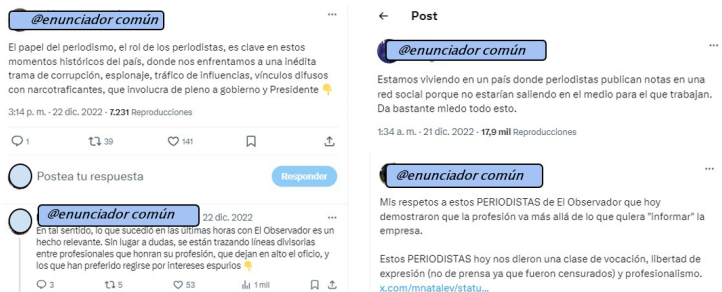 @enunciador común
El papel del periodismo, el rol de los periodistas, es clave en estos
momentos históricos del país, donde nos enfrentamos a una inédita
trama de corrupción, espionaje, tráfico de influencias, vínculos difusos
con narcotraficantes, que involucra de pleno a gobierno y Presidente 👇
3:14 p. m. · 22 dic. 2022 · 7.231 Reproducciones
1 39 141
Postea tu respuesta
Responder
@enunciador común 22 dic. 2022
En tal sentido, lo que sucedió en las últimas horas con El Observador es un
hecho relevante. Sin lugar a dudas, se están trazando líneas divisorias
entre profesionales que honran su profesión, que dejan en alto el oficio, y
los que han preferido regirse por intereses espurios 👇
3 5 53 1 mil
Post
@enunciador común
Estamos viviendo en un país donde periodistas publican notas en una
red social porque no estarían saliendo en el medio para el que trabajan.
Da bastante miedo todo esto.
1:34 a. m. · 21 dic. 2022 · 17,9 mil Reproducciones
@enunciador común
Mis respetos a estos PERIODISTAS de El Observador que hoy
demostraron que la profesión va más allá de lo que quiera "informar" la
empresa.
Estos PERIODISTAS hoy nos dieron una clase de vocación, libertad de
expresión (no de prensa ya que fueron censurados) y profesionalismo.
x.com/mnatalev/statu…